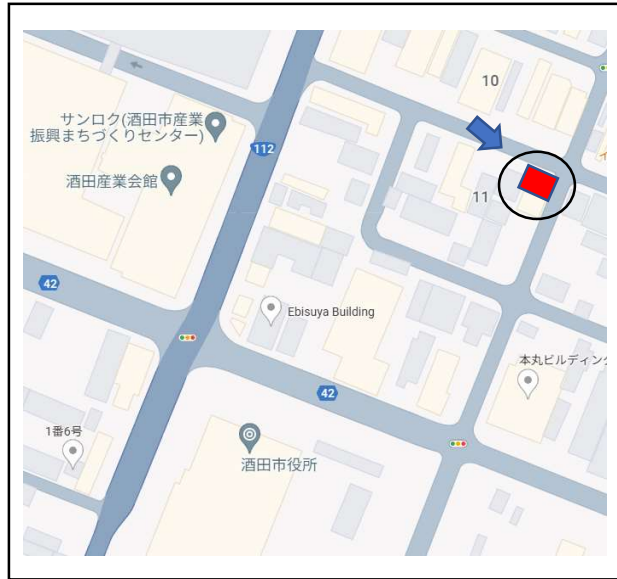 10
サンロク(酒田市産業
振興まちづくりセンター)
112
酒田産業会館
11
42
Ebisuya Building
本丸ビルディング
42
1番6号
酒田市役所